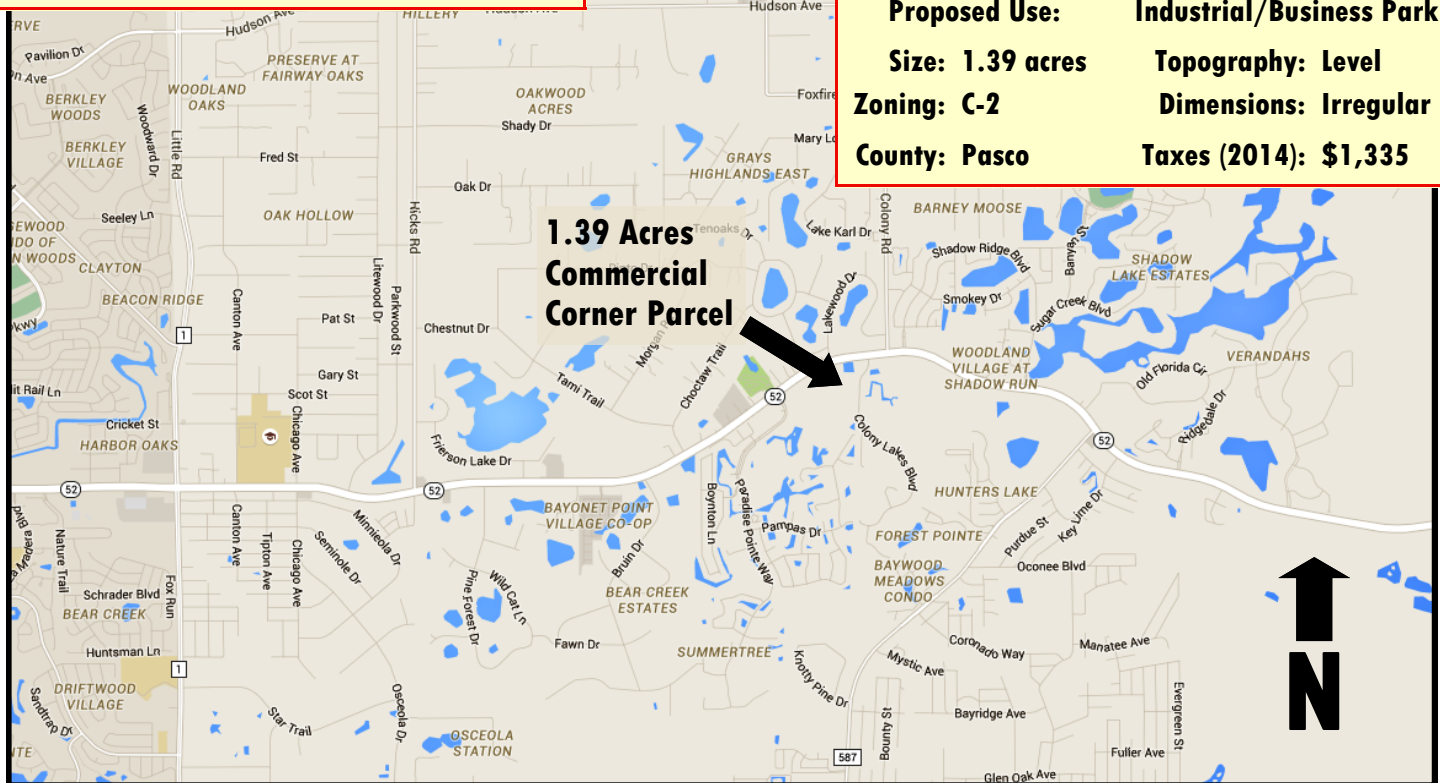 Proposed Use: Industrial/Business Park
Size: 1.39 acres Topography: Level
Zoning: C-2 Dimensions: Irregular
County: Pasco Taxes (2014): $1,335
1.39 Acres
Commercial
Corner Parcel
HILLERY
Hudson Ave
Hudson Ave
Pavilion Dr
PRESERVE AT
FAIRWAY OAKS
WOODLAND
OAKS
BERKLEY
WOODS
Woodward Dr
Little Rd
BERKLEY
VILLAGE
OAKWOOD
ACRES
Shady Dr
Fred St
Oak Dr
GRAYS
HIGHLANDS EAST
Seeley Ln
OAK HOLLOW
Hicks Rd
Colony Rd
BARNEY MOOSE
Lake Karl Dr
Tenoaks Dr
Shadow Ridge Blvd
Banyan St
SHADOW
LAKE ESTATES
CLAYTON
BEACON RIDGE
Canton Ave
Litewood Dr
Parkwood St
Lakewood Dr
Smokey Dr
Sugar Creek Blvd
Pat St
Chestnut Dr
1
Choctaw Trail
WOODLAND
VILLAGE AT
SHADOW RUN
VERANDAHS
Old Florida Cir
Gary St
Scot St
Tami Trail
52
Ridgedale Dr
Cricket St
HARBOR OAKS
Chicago Ave
Frierson Lake Dr
Colony Lakes Blvd
52
52
52
HUNTERS LAKE
BAYONET POINT
VILLAGE CO-OP
Boynton Ln
Paradise Pointe Way
Pampas Dr
FOREST POINTE
Purdue St
Key Lime Dr
Nature Trail
Canton Ave
Tipton Ave
Chicago Ave
Seminole Dr
Minnieola Dr
Bruin Dr
BAYWOOD
MEADOWS
CONDO
Oconee Blvd
Schrader Blvd
Fox Run
BEAR CREEK
Pine Forest Dr
Wild Cat Ln
BEAR CREEK
ESTATES
Huntsman Ln
Fawn Dr
SUMMERTREE
Coronado Way
Manatee Ave
1
Knotty Pine Dr
Mystic Ave
DRIFTWOOD
VILLAGE
Sandtrap Dr
Star Trail
Osceola Dr
OSCEOLA
STATION
Bounty St
Bayridge Ave
Evergreen St
Fuller Ave
587
Glen Oak Ave
N